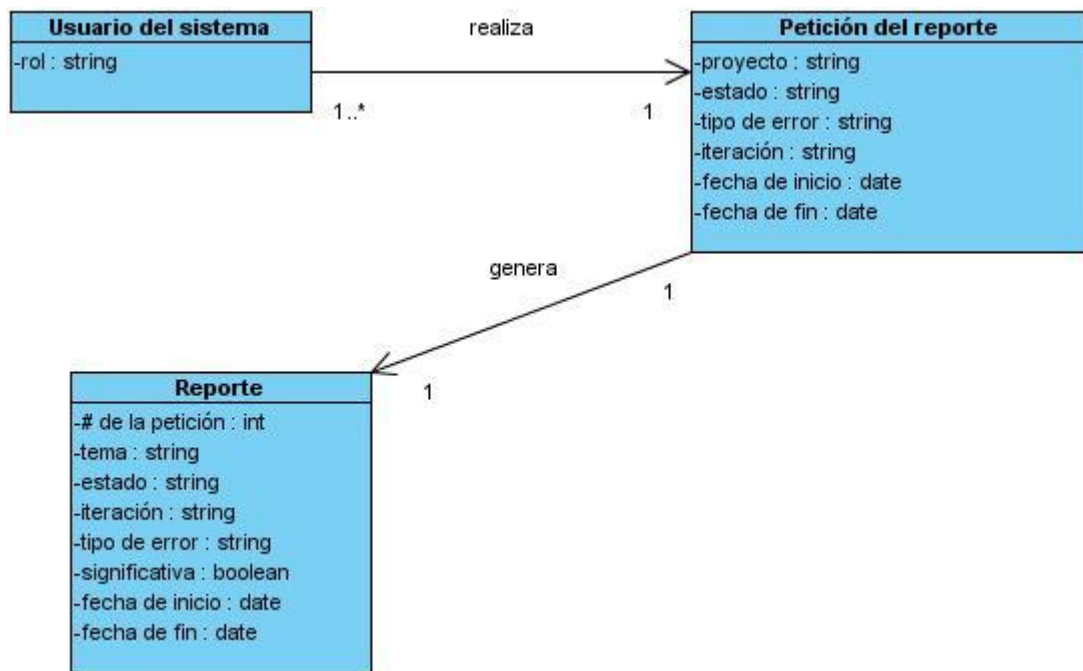 Usuario del sistema
-rol : string
realiza
1..*
1
Petición del reporte
-proyecto : string
-estado : string
-tipo de error : string
-iteración : string
-fecha de inicio : date
-fecha de fin : date
genera
1
1
Reporte
-# de la petición : int
-tema : string
-estado : string
-iteración : string
-tipo de error : string
-significativa : boolean
-fecha de inicio : date
-fecha de fin : date